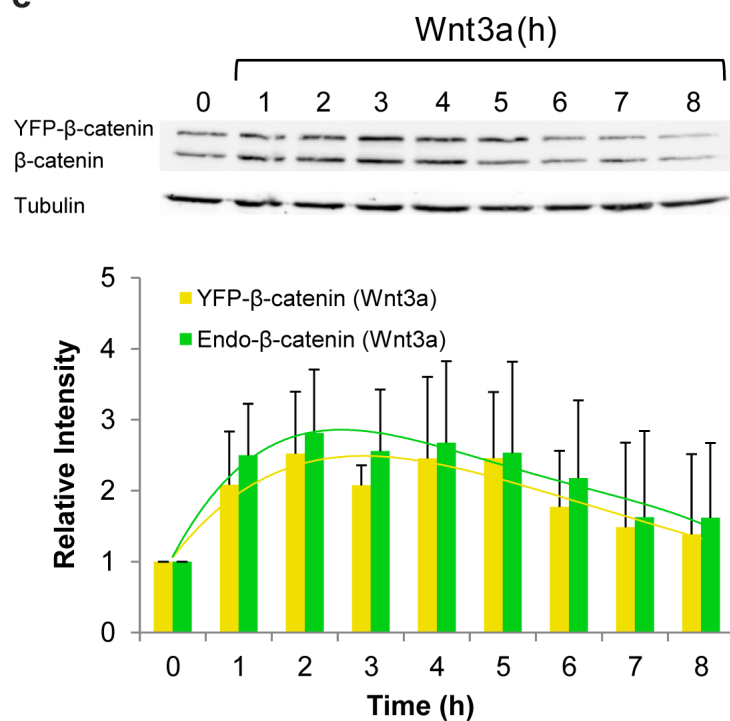 c
Wnt3a(h)
0 1 2 3 4 5 6 7 8
YFP-β-catenin
β-catenin
Tubulin
5
YFP-β-catenin (Wnt3a)
Endo-β-catenin (Wnt3a)
4
3
2
1
0
Relative Intensity
0 1 2 3 4 5 6 7 8
Time (h)